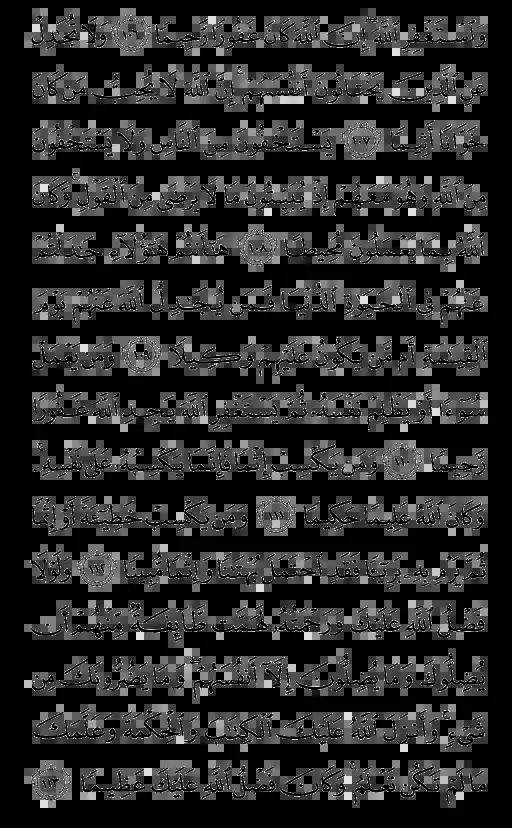 وَٱسْتَغْفِرِ ٱللَّهَ إِنَّ ٱللَّهَ كَانَ غَفُورًا رَّحِيمًا ١٠٦ وَلَا تُجَٰدِلْ
عَنِ ٱلَّذِينَ يَخْتَانُونَ أَنفُسَهُمْ إِنَّ ٱللَّهَ لَا يُحِبُّ مَن كَانَ
خَوَّانًا أَثِيمًا ١٠٧ يَسْتَخْفُونَ مِنَ ٱلنَّاسِ وَلَا يَسْتَخْفُونَ
مِنَ ٱللَّهِ وَهُوَ مَعَهُمْ إِذْ يُبَيِّتُونَ مَا لَا يَرْضَىٰ مِنَ ٱلْقَوْلِ وَكَانَ
ٱللَّهُ بِمَا يَعْمَلُونَ مُحِيطًا ١٠٨ هَٰٓأَنتُمْ هَٰٓؤُلَآءِ جَٰدَلْتُمْ
عَنْهُمْ فِى ٱلْحَيَوٰةِ ٱلدُّنْيَا فَمَن يُجَٰدِلُ ٱللَّهَ عَنْهُمْ يَوْمَ
ٱلْقِيَٰمَةِ أَم مَّن يَكُونُ عَلَيْهِمْ وَكِيلًا ١٠٩ وَمَن يَعْمَلْ
سُوٓءًا أَوْ يَظْلِمْ نَفْسَهُۥ ثُمَّ يَسْتَغْفِرِ ٱللَّهَ يَجِدِ ٱللَّهَ غَفُورًا
رَّحِيمًا ١١٠ وَمَن يَكْسِبْ إِثْمًا فَإِنَّمَا يَكْسِبُهُۥ عَلَىٰ نَفْسِهِۦ
وَكَانَ ٱللَّهُ عَلِيمًا حَكِيمًا ١١١ وَمَن يَكْسِبْ خَطِيٓـَٔةً أَوْ إِثْمًا
ثُمَّ يَرْمِ بِهِۦ بَرِيٓـًٔا فَقَدِ ٱحْتَمَلَ بُهْتَٰنًا وَإِثْمًا مُّبِينًا ١١٢ وَلَوْلَا
فَضْلُ ٱللَّهِ عَلَيْكَ وَرَحْمَتُهُۥ لَهَمَّت طَّآئِفَةٌ مِّنْهُمْ أَن
يُضِلُّوكَ وَمَا يُضِلُّونَ إِلَّآ أَنفُسَهُمْ وَمَا يَضُرُّونَكَ مِن
شَىْءٍ وَأَنزَلَ ٱللَّهُ عَلَيْكَ ٱلْكِتَٰبَ وَٱلْحِكْمَةَ وَعَلَّمَكَ
مَا لَمْ تَكُن تَعْلَمُ وَكَانَ فَضْلُ ٱللَّهِ عَلَيْكَ عَظِيمًا ١١٣